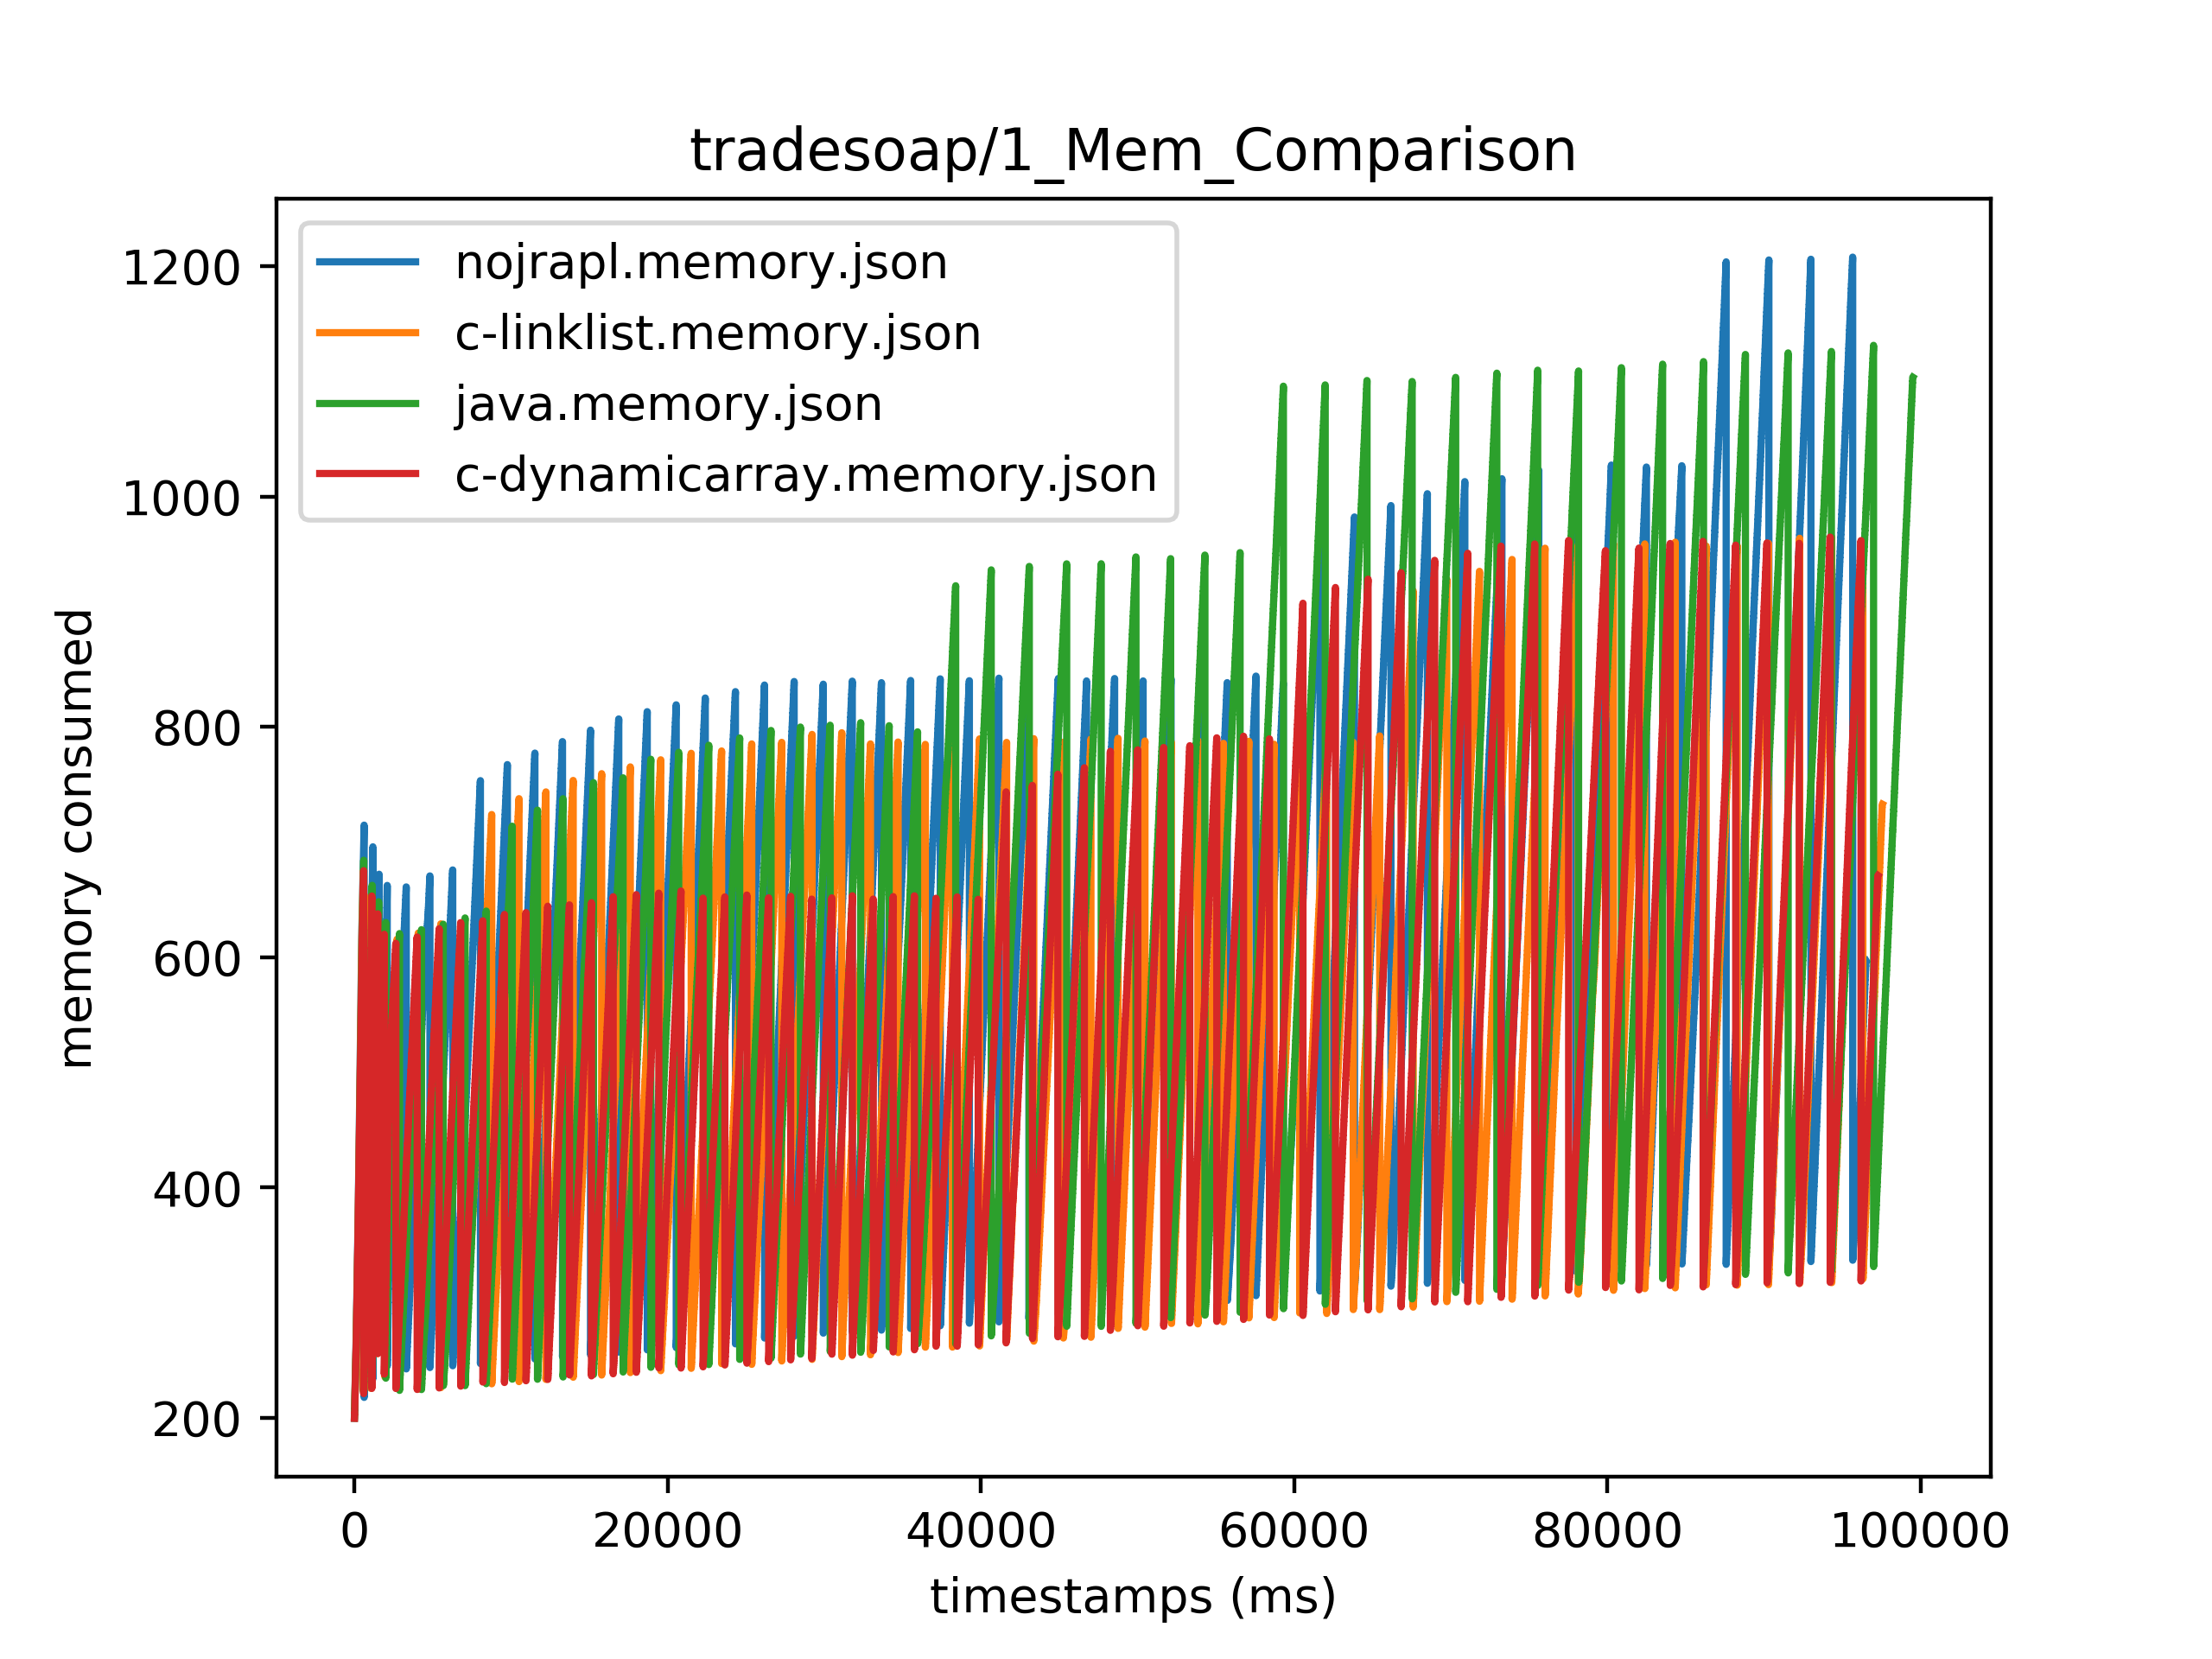 tradesoap/1_Mem_Comparison
nojrapl.memory.json
c-linklist.memory.json
java.memory.json
c-dynamicarray.memory.json
memory consumed
1200
1000
800
600
400
200
0
20000
40000
60000
80000
100000
timestamps (ms)